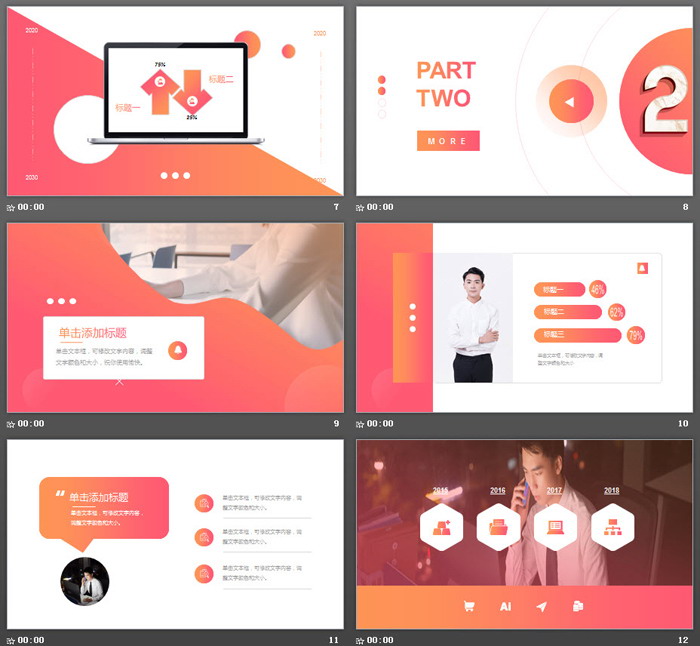 2020
2020
75%
标题二
标题一
25%
2030
2030
00:00
7
PART
TWO
MORE
2
00:00
8
单击添加标题
单击文本框，可修改文字内容，调整
文字颜色和大小，祝你使用愉快。
00:00
9
标题一
46%
标题二
62%
标题三
79%
单击文本框，可修改文字内容，调
整文字颜色和大小
00:00
10
“
单击添加标题
单击文本框，可修改文字内容，
调整文字颜色和大小。
单击文本框，可修改文字内容，调
整文字颜色和大小。
单击文本框，可修改文字内容，调
整文字颜色和大小。
单击文本框，可修改文字内容，调
整文字颜色和大小。
00:00
11
2015
2016
2017
2018
Ai
00:00
12